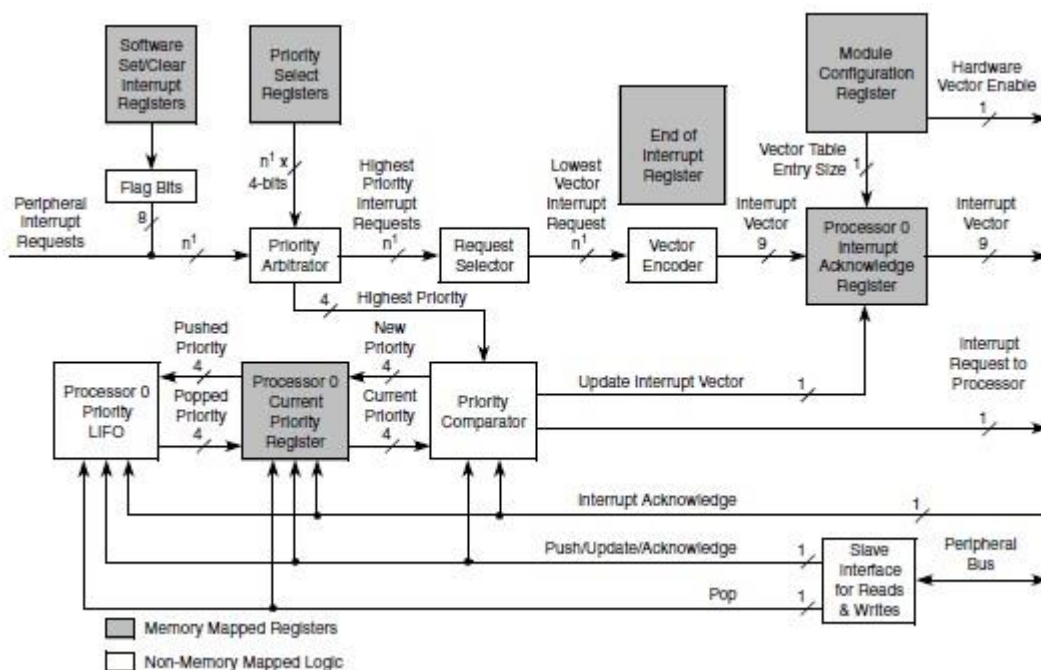 Software
Set/Clear
Interrupt
Registers
Priority
Select
Registers
Module
Configuration
Register
Hardware
Vector Enable
1
End of
Interrupt
Register
Flag Bits
8
n¹ x
4-bits
Vector Table
Entry Size
1
Peripheral
Interrupt
Requests
n¹
Priority
Arbitrator
Highest
Priority
Interrupt
Requests
n¹
Request
Selector
Lowest
Vector
Interrupt
Request
n¹
Vector
Encoder
Interrupt
Vector
9
Processor 0
Interrupt
Acknowledge
Register
Interrupt
Vector
9
4
Highest Priority
Processor 0
Priority
LIFO
Pushed
Priority
4
Popped
Priority
4
Processor 0
Current
Priority
Register
New
Priority
4
Current
Priority
4
Priority
Comparator
Update Interrupt Vector
1
Interrupt
Request to
Processor
1
Interrupt Acknowledge
1
Push/Update/Acknowledge
1
Pop
1
Slave
Interface
for Reads
& Writes
Peripheral
Bus
Memory Mapped Registers
Non-Memory Mapped Logic